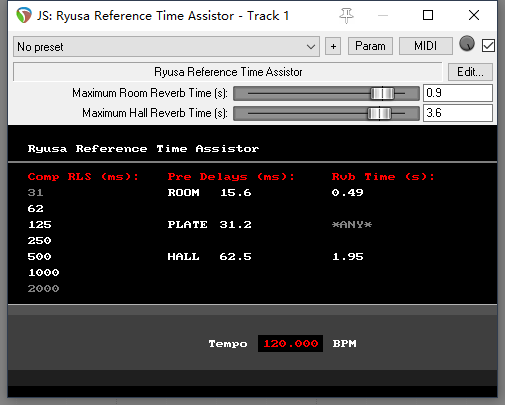 JS: Ryusa Reference Time Assistor - Track 1
No preset + Param MIDI
Ryusa Reference Time Assistor Edit...
Maximum Room Reverb Time (s): 0.9
Maximum Hall Reverb Time (s): 3.6
Ryusa Reference Time Assistor
Comp RLS (ms): Pre Delays (ms): Rvb Time (s):
31 ROOM 15.6 0.49
62
125 PLATE 31.2 *ANY*
250
500 HALL 62.5 1.95
1000
2000
Tempo 120.000 BPM